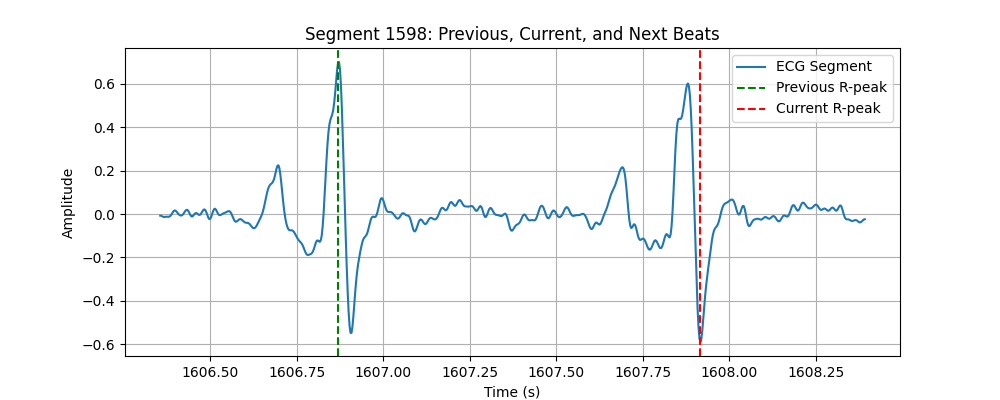 Segment 1598: Previous, Current, and Next Beats
ECG Segment
Previous R-peak
Current R-peak
Amplitude
0.6
0.4
0.2
0.0
−0.2
−0.4
−0.6
1606.50 1606.75 1607.00 1607.25 1607.50 1607.75 1608.00 1608.25
Time (s)